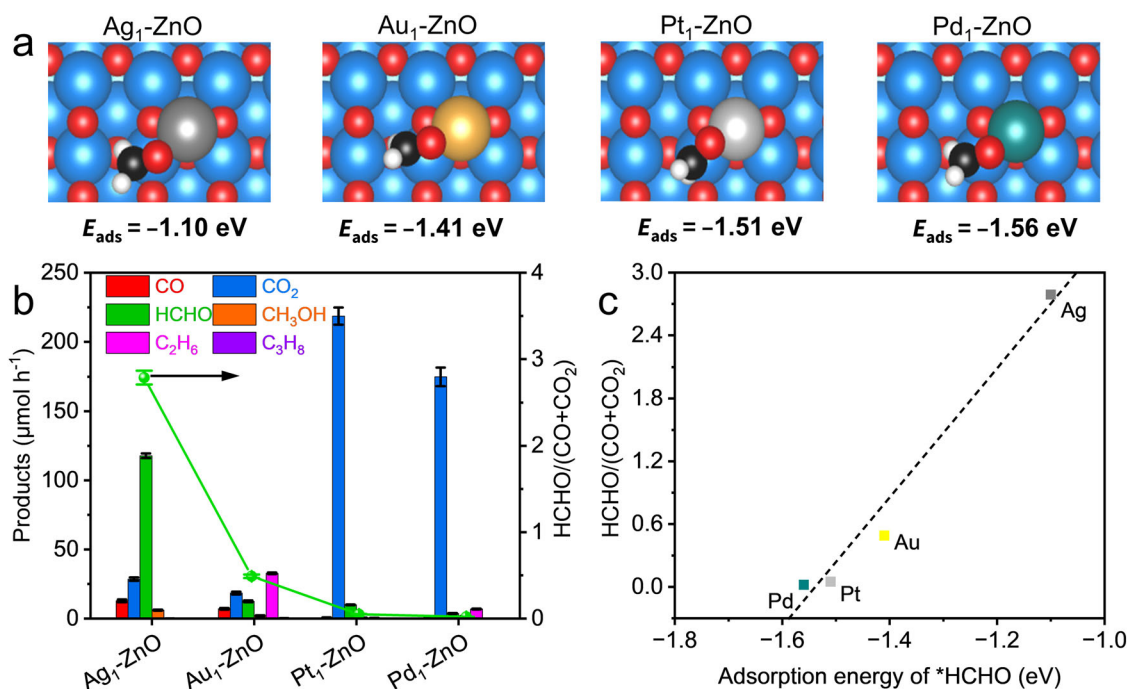 a
Ag₁-ZnO Au₁-ZnO Pt₁-ZnO Pd₁-ZnO
E_ads = −1.10 eV E_ads = −1.41 eV E_ads = −1.51 eV E_ads = −1.56 eV
b
Products (μmol h⁻¹)
250
200
150
100
50
0
CO CO₂
HCHO CH₃OH
C₂H₆ C₃H₈
4
3
2
1
0
HCHO/(CO+CO₂)
Ag₁-ZnO Au₁-ZnO Pt₁-ZnO Pd₁-ZnO
c
HCHO/(CO+CO₂)
3.0
2.4
1.8
1.2
0.6
0.0
Ag
Au
Pd Pt
−1.8 −1.6 −1.4 −1.2 −1.0
Adsorption energy of *HCHO (eV)